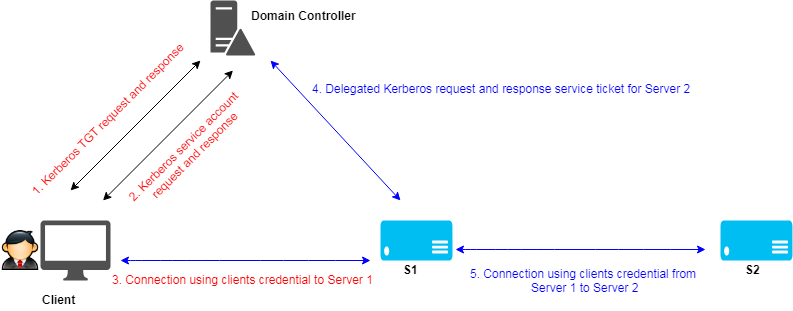 Domain Controller
1. Kerberos TGT request and response
2. Kerberos service account
request and response
4. Delegated Kerberos request and response service ticket for Server 2
3. Connection using clients credential to Server 1
S1
5. Connection using clients credential from
Server 1 to Server 2
S2
Client